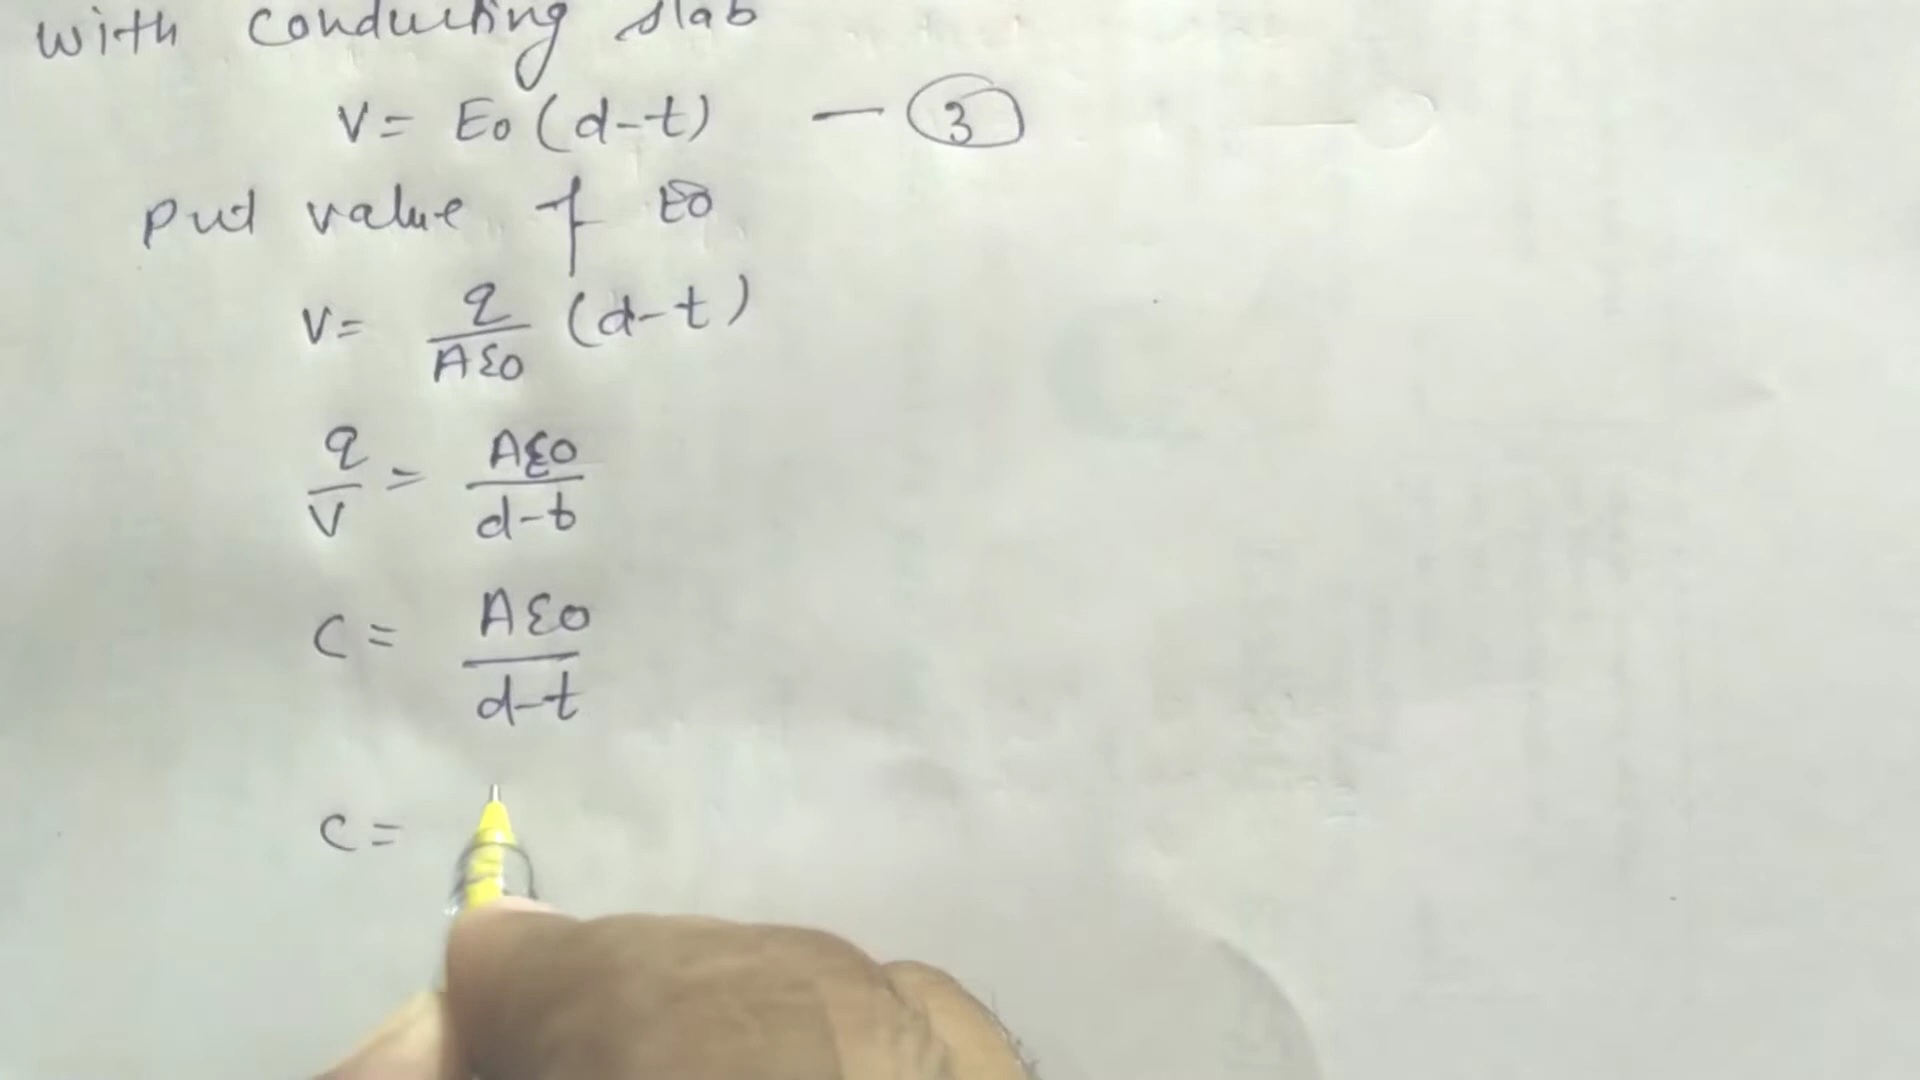 with conducting slab
V = E0 (d-t) — 3
put value of E0
V = q/Aε0 (d-t)
q/V = Aε0/d-t
C = Aε0/d-t
C =